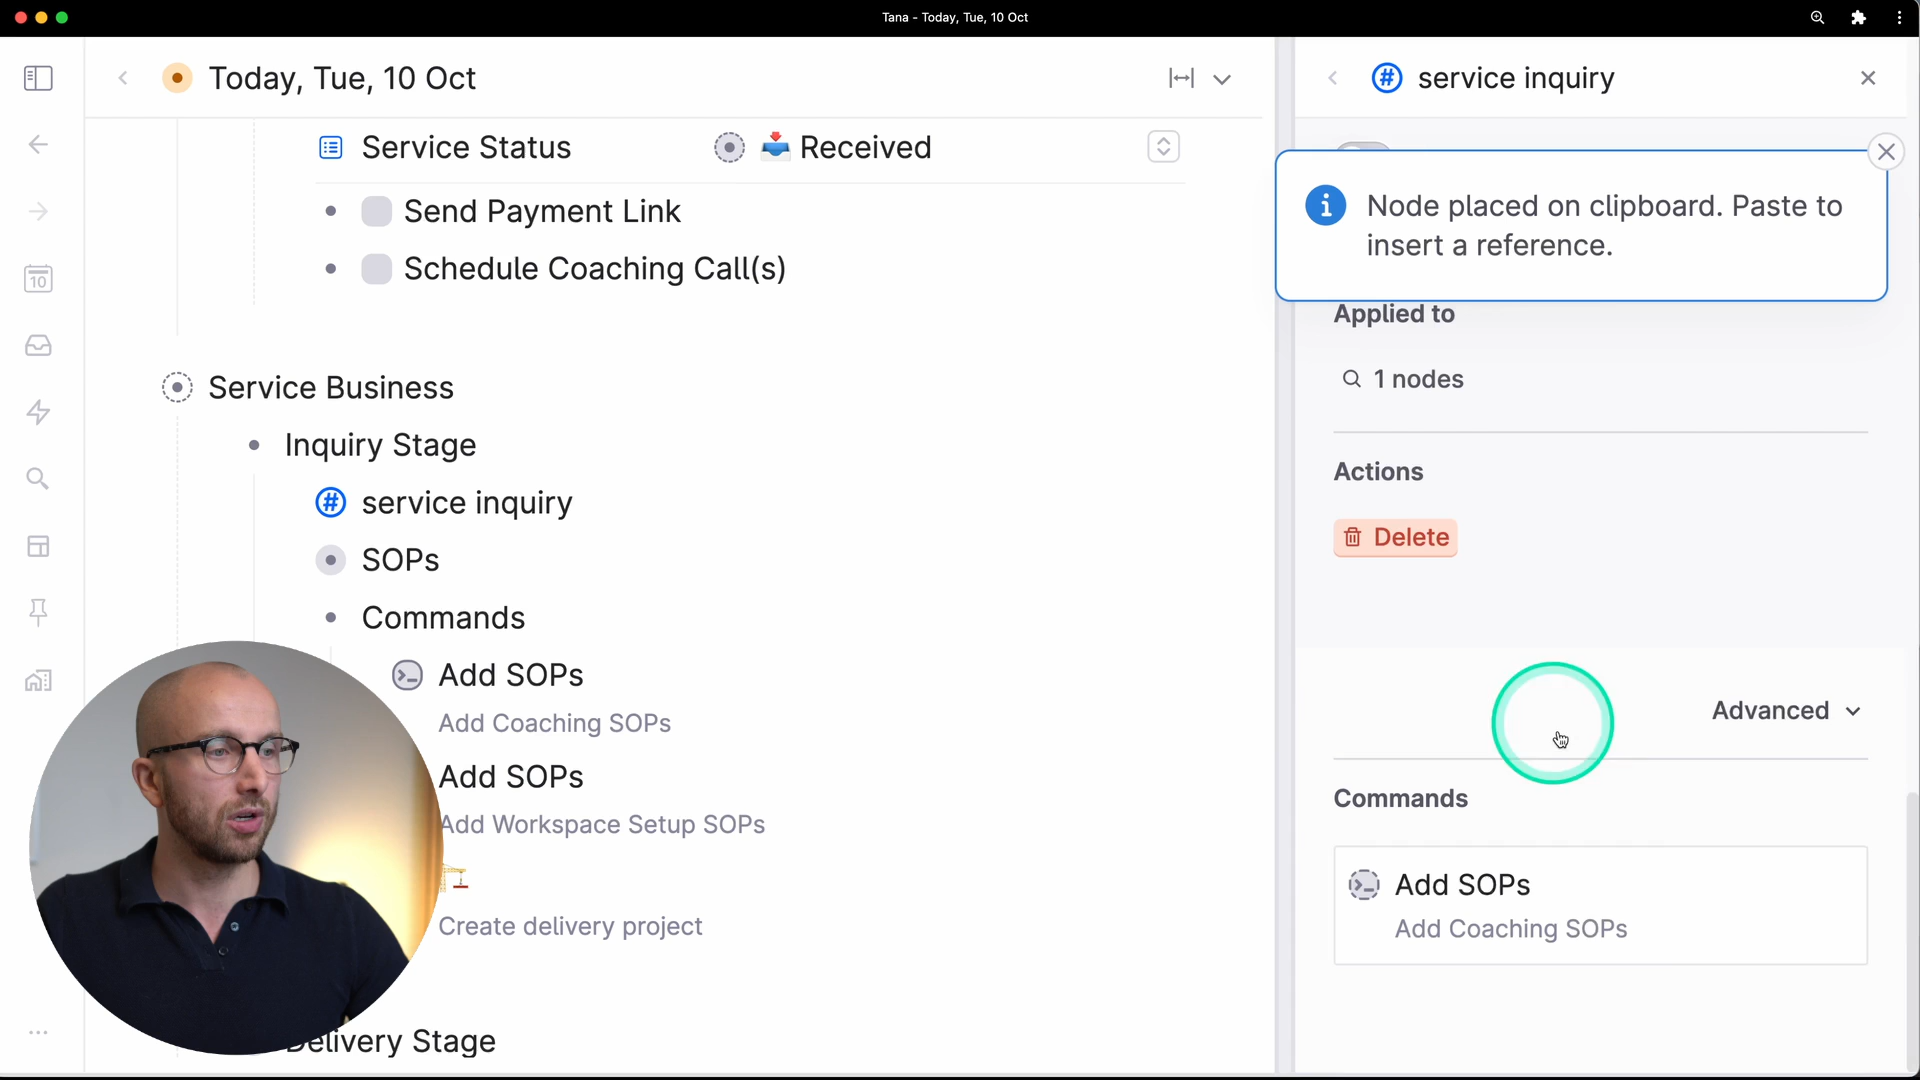 Tana - Today, Tue, 10 Oct
Today, Tue, 10 Oct
service inquiry
Service Status
Received
Send Payment Link
Schedule Coaching Call(s)
Node placed on clipboard. Paste to
insert a reference.
Applied to
10
1 nodes
Service Business
Inquiry Stage
Actions
service inquiry
Delete
SOPs
Commands
Add SOPs
Add Coaching SOPs
Advanced
Add SOPs
Add Workspace Setup SOPs
Commands
Add SOPs
Add Coaching SOPs
Create delivery project
Delivery Stage